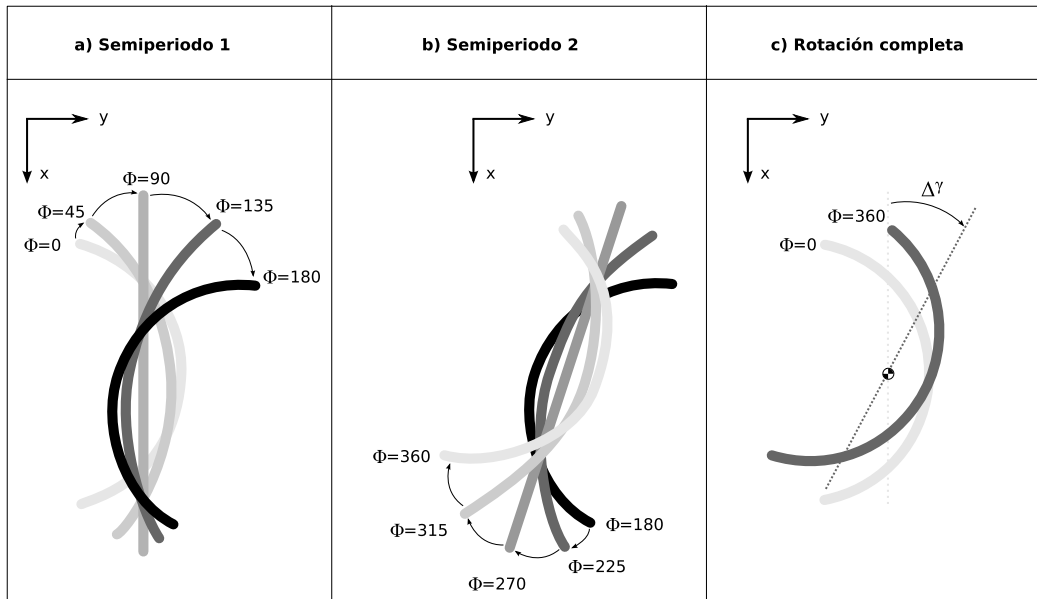 a) Semiperiodo 1
b) Semiperiodo 2
c) Rotación completa
y
x
Φ=90
Φ=45
Φ=135
Φ=0
Φ=180
y
x
Φ=360
Φ=180
Φ=315
Φ=225
Φ=270
y
x
Δγ
Φ=360
Φ=0